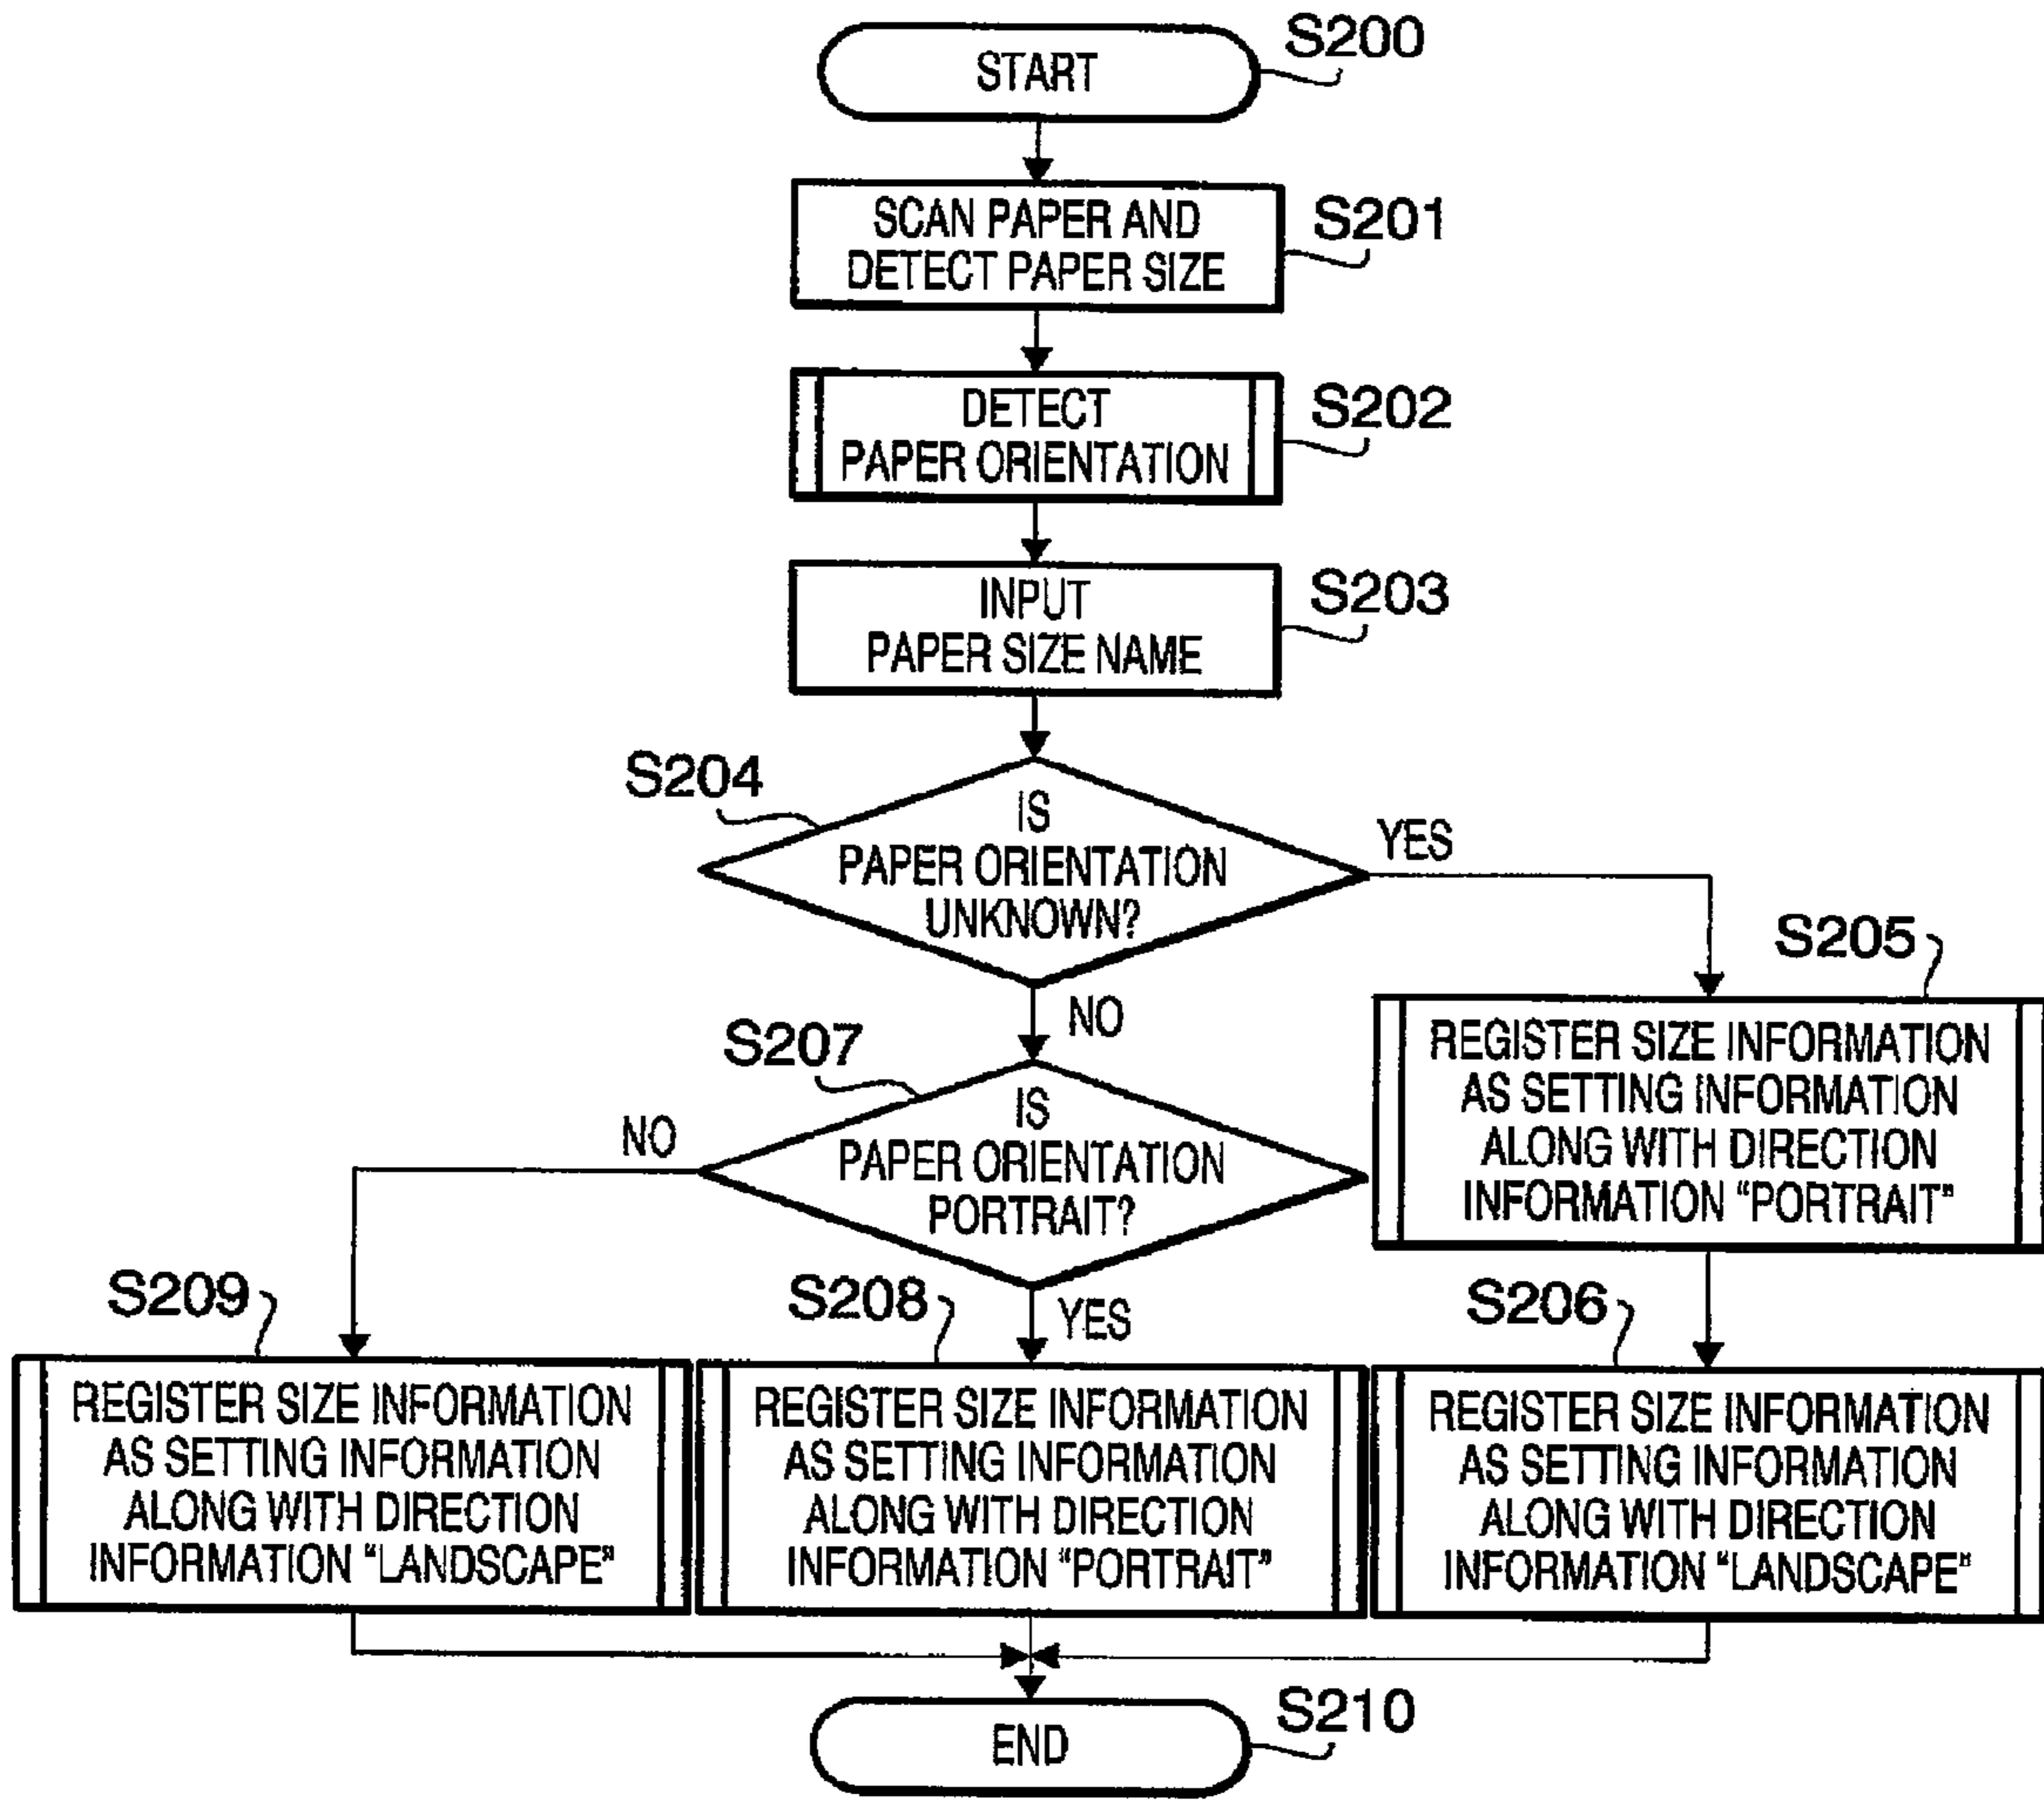 START
S200
SCAN PAPER AND
DETECT PAPER SIZE
S201
DETECT
PAPER ORIENTATION
S202
INPUT
PAPER SIZE NAME
S203
S204
IS
PAPER ORIENTATION
UNKNOWN?
YES
NO
S205
REGISTER SIZE INFORMATION
AS SETTING INFORMATION
ALONG WITH DIRECTION
INFORMATION “PORTRAIT”
S207
IS
PAPER ORIENTATION
PORTRAIT?
NO
YES
S209
REGISTER SIZE INFORMATION
AS SETTING INFORMATION
ALONG WITH DIRECTION
INFORMATION “LANDSCAPE”
S208
REGISTER SIZE INFORMATION
AS SETTING INFORMATION
ALONG WITH DIRECTION
INFORMATION “PORTRAIT”
S206
REGISTER SIZE INFORMATION
AS SETTING INFORMATION
ALONG WITH DIRECTION
INFORMATION “LANDSCAPE”
END
S210